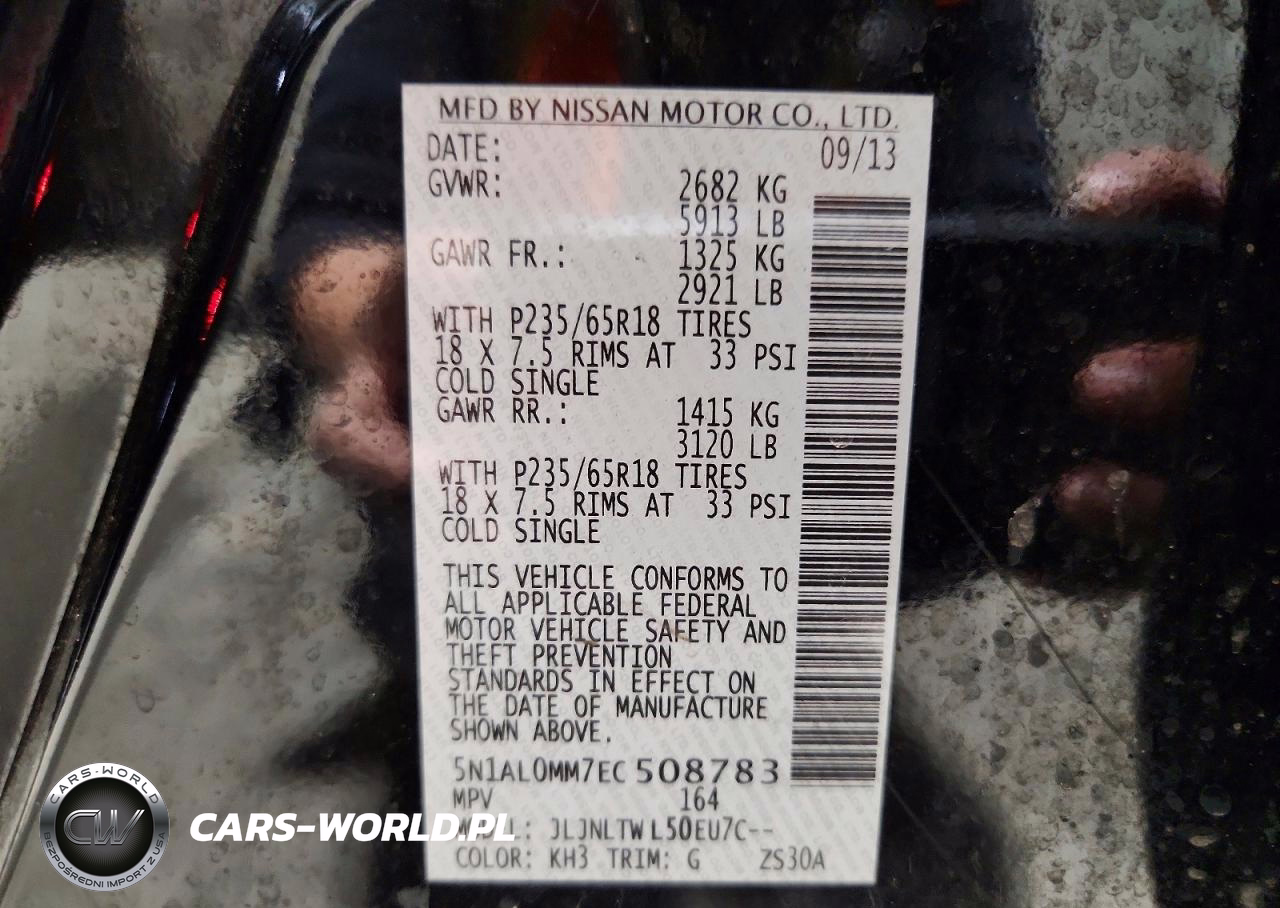 MFD BY NISSAN MOTOR CO., LTD.
DATE: 09/13
GVWR: 2682 KG
5913 LB
GAWR FR.: 1325 KG
2921 LB
WITH P235/65R18 TIRES
18 X 7.5 RIMS AT 33 PSI
COLD SINGLE
GAWR RR.: 1415 KG
3120 LB
WITH P235/65R18 TIRES
18 X 7.5 RIMS AT 33 PSI
COLD SINGLE
THIS VEHICLE CONFORMS TO
ALL APPLICABLE FEDERAL
MOTOR VEHICLE SAFETY AND
THEFT PREVENTION
STANDARDS IN EFFECT ON
THE DATE OF MANUFACTURE
SHOWN ABOVE.
5N1AL0MM7EC508783
MPV 164
JLJNLTWL50EU7C--
COLOR: KH3 TRIM: G ZS30A
CARS-WORLD
CW
BEZPOŚREDNI IMPORT Z USA
CARS-WORLD.PL